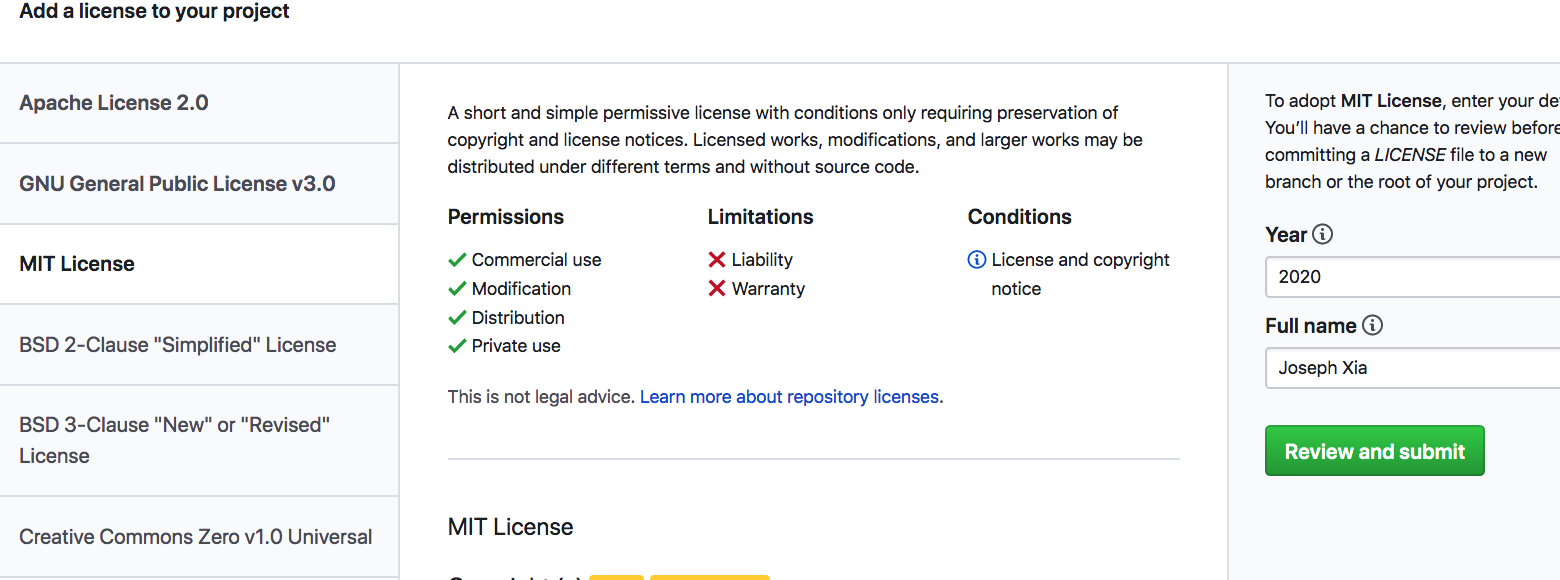 Add a license to your project
Apache License 2.0
GNU General Public License v3.0
MIT License
BSD 2-Clause "Simplified" License
BSD 3-Clause "New" or "Revised"
License
Creative Commons Zero v1.0 Universal
A short and simple permissive license with conditions only requiring preservation of
copyright and license notices. Licensed works, modifications, and larger works may be
distributed under different terms and without source code.
Permissions
Commercial use
Modification
Distribution
Private use
Limitations
Liability
Warranty
Conditions
License and copyright
notice
This is not legal advice. Learn more about repository licenses.
MIT License
To adopt MIT License, enter your de
You’ll have a chance to review before
committing a LICENSE file to a new
branch or the root of your project.
Year
2020
Full name
Joseph Xia
Review and submit